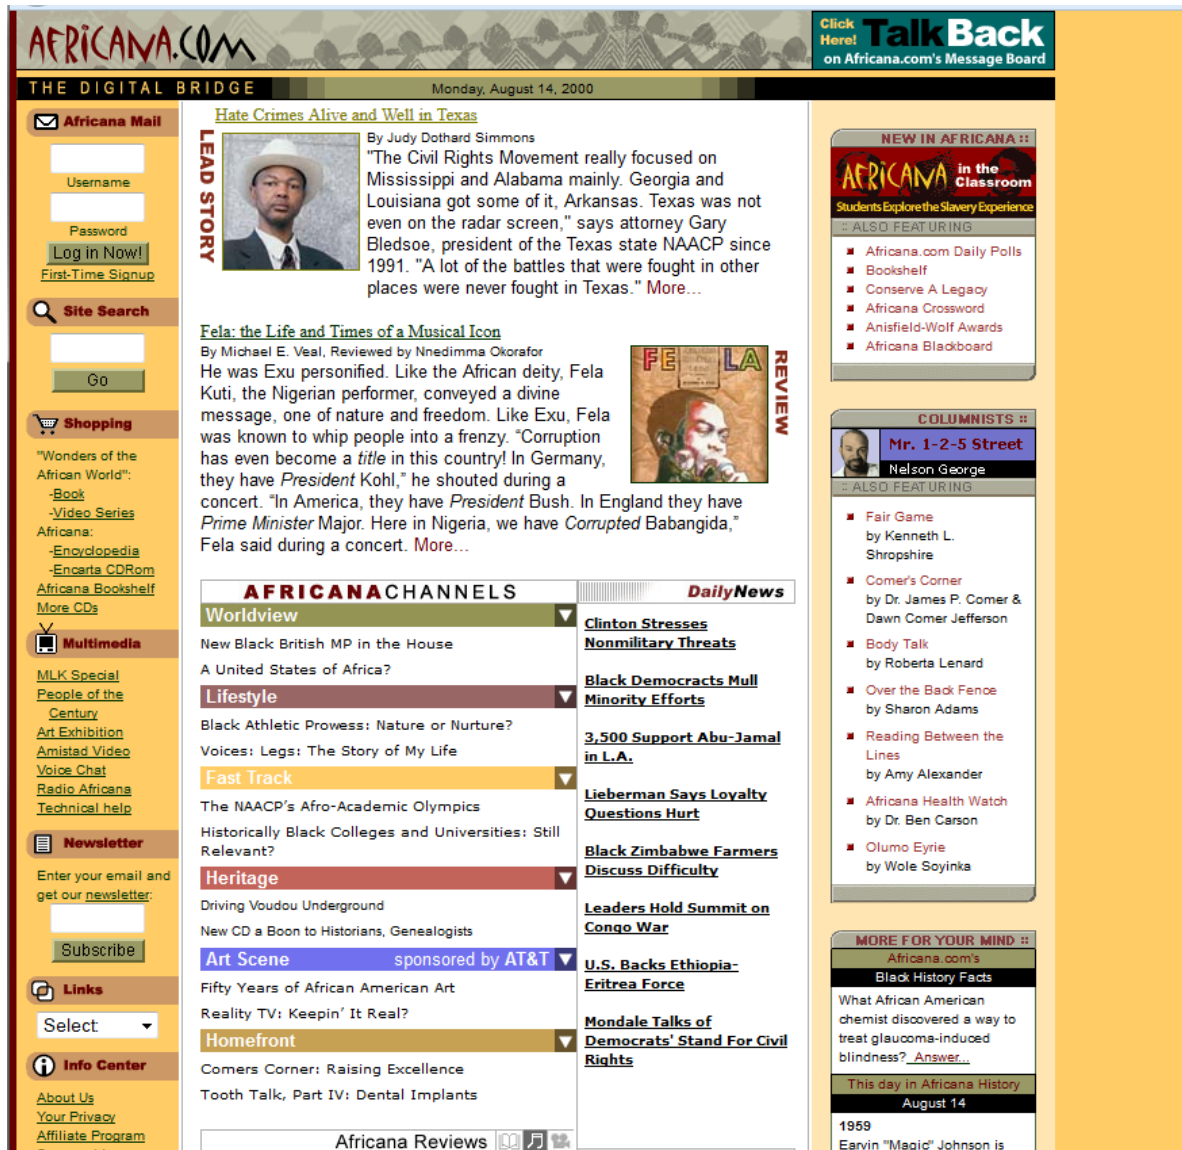 AFRICANA.COM
Click
Here!
TalkBack
on Africana.com's Message Board
THE DIGITAL BRIDGE
Monday, August 14, 2000
Africana Mail
Username
Password
Log in Now!
First-Time Signup
Site Search
Go
Shopping
"Wonders of the
African World":
-Book
-Video Series
Africana:
-Encyclopedia
-Encarta CDRom
Africana Bookshelf
More CDs
Multimedia
MLK Special
People of the
Century
Art Exhibition
Amistad Video
Voice Chat
Radio Africana
Technical help
Newsletter
Enter your email and
get our newsletter:
Subscribe
Links
Select:
Info Center
About Us
Your Privacy
Affiliate Program
Hate Crimes Alive and Well in Texas
LEAD STORY
By Judy Dothard Simmons
"The Civil Rights Movement really focused on
Mississippi and Alabama mainly. Georgia and
Louisiana got some of it, Arkansas. Texas was not
even on the radar screen," says attorney Gary
Bledsoe, president of the Texas state NAACP since
1991. "A lot of the battles that were fought in other
places were never fought in Texas." More...
Fela: the Life and Times of a Musical Icon
By Michael E. Veal, Reviewed by Nnedimma Okorafor
He was Exu personified. Like the African deity, Fela
Kuti, the Nigerian performer, conveyed a divine
message, one of nature and freedom. Like Exu, Fela
was known to whip people into a frenzy. “Corruption
has even become a title in this country! In Germany,
they have President Kohl,” he shouted during a
concert. “In America, they have President Bush. In England they have
Prime Minister Major. Here in Nigeria, we have Corrupted Babangida,”
Fela said during a concert. More...
FE LA
REVIEW
AFRICANACHANNELS
Worldview
New Black British MP in the House
A United States of Africa?
Lifestyle
Black Athletic Prowess: Nature or Nurture?
Voices: Legs: The Story of My Life
Fast Track
The NAACP's Afro-Academic Olympics
Historically Black Colleges and Universities: Still
Relevant?
Heritage
Driving Voudou Underground
New CD a Boon to Historians, Genealogists
Art Scene sponsored by AT&T
Fifty Years of African American Art
Reality TV: Keepin' It Real?
Homefront
Comers Corner: Raising Excellence
Tooth Talk, Part IV: Dental Implants
Africana Reviews
DailyNews
Clinton Stresses
Nonmilitary Threats
Black Democracts Mull
Minority Efforts
3,500 Support Abu-Jamal
in L.A.
Lieberman Says Loyalty
Questions Hurt
Black Zimbabwe Farmers
Discuss Difficulty
Leaders Hold Summit on
Congo War
U.S. Backs Ethiopia-
Eritrea Force
Mondale Talks of
Democrats' Stand For Civil
Rights
NEW IN AFRICANA ::
AFRICANA in the
Classroom
Students Explore the Slavery Experience
:: ALSO FEATURING
Africana.com Daily Polls
Bookshelf
Conserve A Legacy
Africana Crossword
Anisfield-Wolf Awards
Africana Blackboard
COLUMNISTS ::
Mr. 1-2-5 Street
Nelson George
:: ALSO FEATURING
Fair Game
by Kenneth L.
Shropshire
Comer's Corner
by Dr. James P. Comer &
Dawn Comer Jefferson
Body Talk
by Roberta Lenard
Over the Back Fence
by Sharon Adams
Reading Between the
Lines
by Amy Alexander
Africana Health Watch
by Dr. Ben Carson
Olumo Eyrie
by Wole Soyinka
MORE FOR YOUR MIND ::
Africana.com's
Black History Facts
What African American
chemist discovered a way to
treat glaucoma-induced
blindness? Answer...
This day in Africana History
August 14
1959
Earvin "Magic" Johnson is